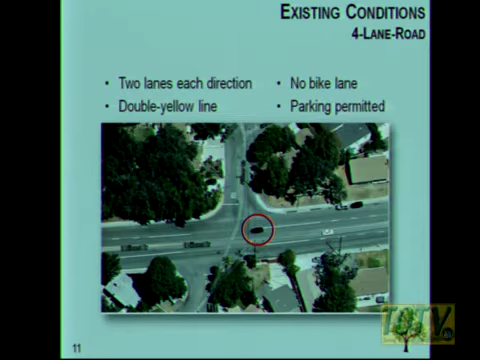 EXISTING CONDITIONS
4-LANE-ROAD
• Two lanes each direction
• Double-yellow line
• No bike lane
• Parking permitted
11